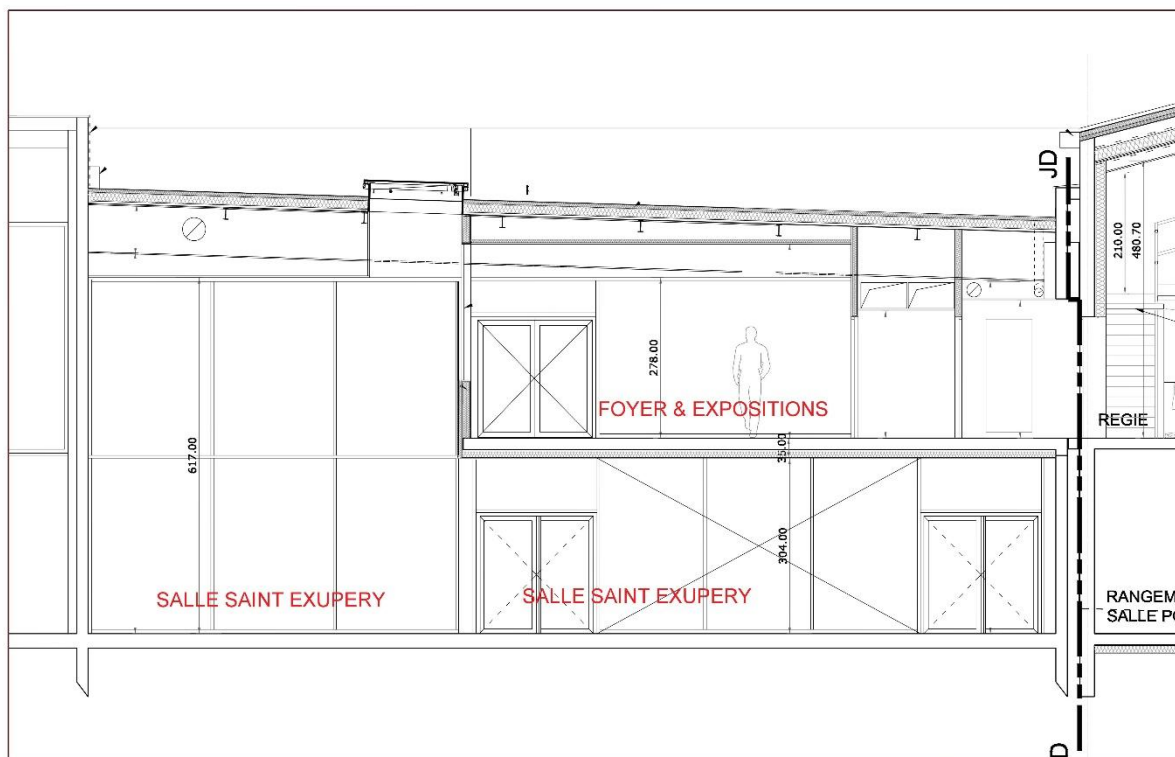 JD
210.00
480.70
278.00
FOYER & EXPOSITIONS
REGIE
617.00
35.00
304.00
SALLE SAINT EXUPERY
SALLE SAINT EXUPERY
RANGEM
SALLE PO
D